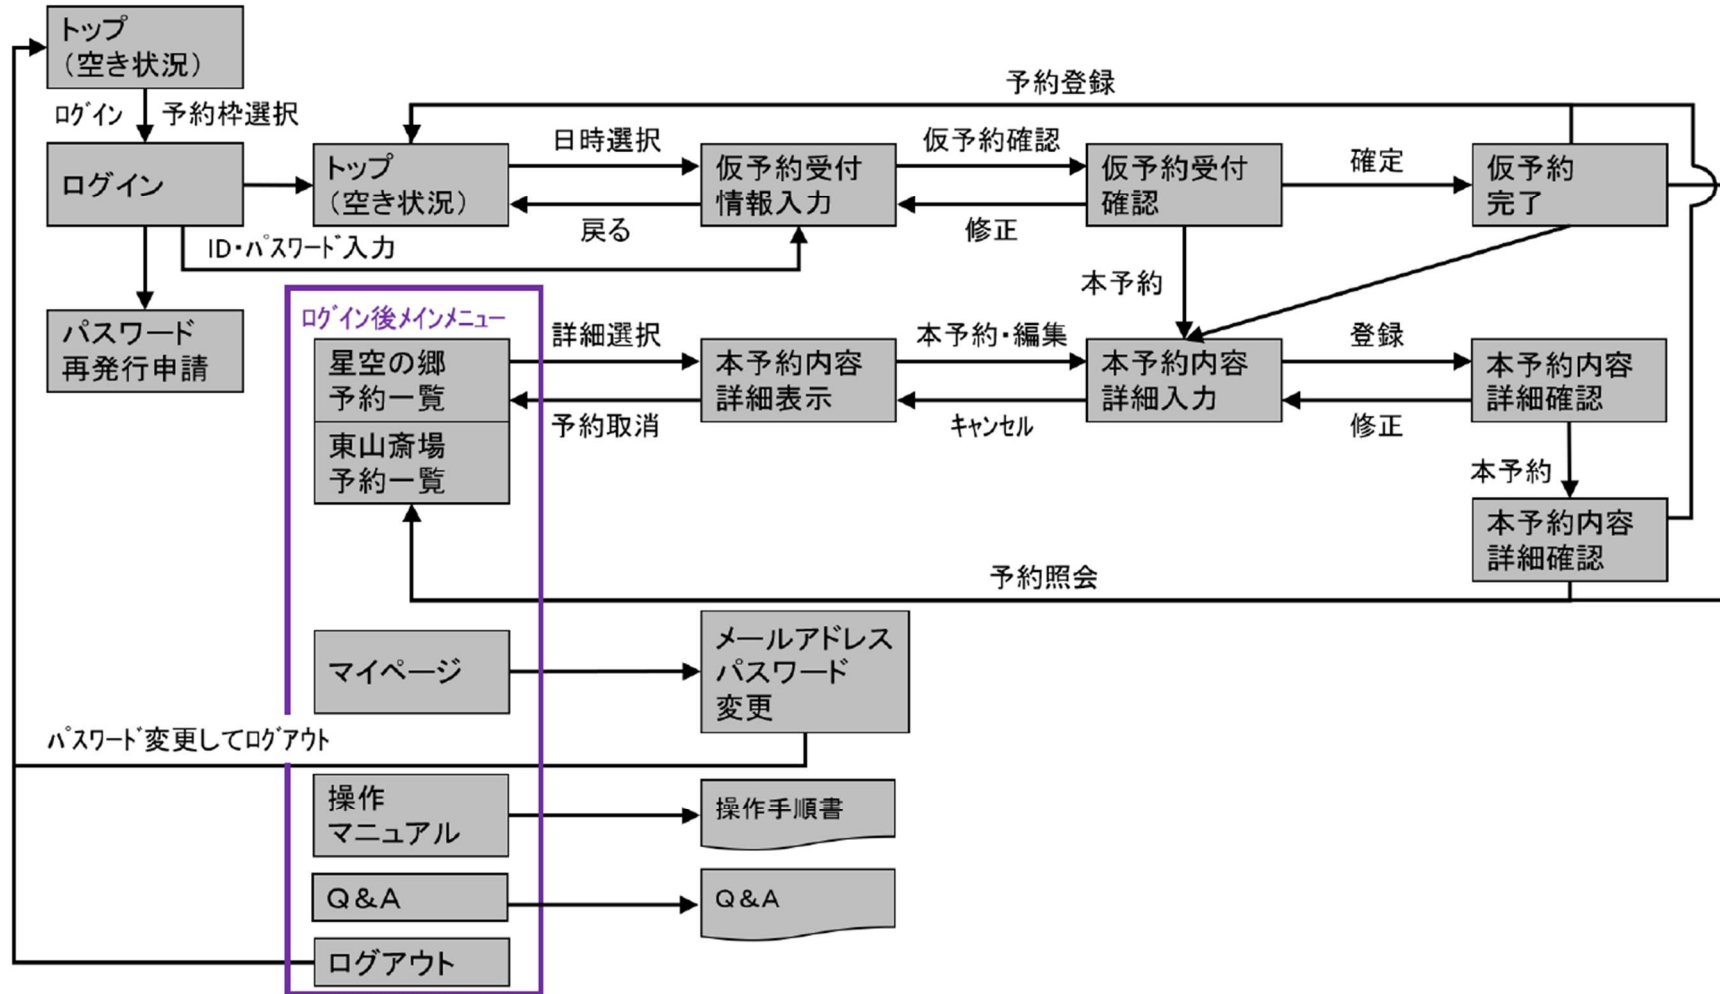 トップ
(空き状況)
ログイン
予約枠選択
予約登録
ログイン
トップ
(空き状況)
日時選択
戻る
仮予約受付
情報入力
仮予約確認
修正
仮予約受付
確認
確定
仮予約
完了
ID・パスワード入力
本予約
パスワード
再発行申請
ログイン後メインメニュー
星空の郷
予約一覧
東山斎場
予約一覧
詳細選択
予約取消
本予約内容
詳細表示
本予約・編集
キャンセル
本予約内容
詳細入力
登録
修正
本予約内容
詳細確認
本予約
本予約内容
詳細確認
予約照会
マイページ
メールアドレス
パスワード
変更
パスワード変更してログアウト
操作
マニュアル
操作手順書
Q&A
Q&A
ログアウト